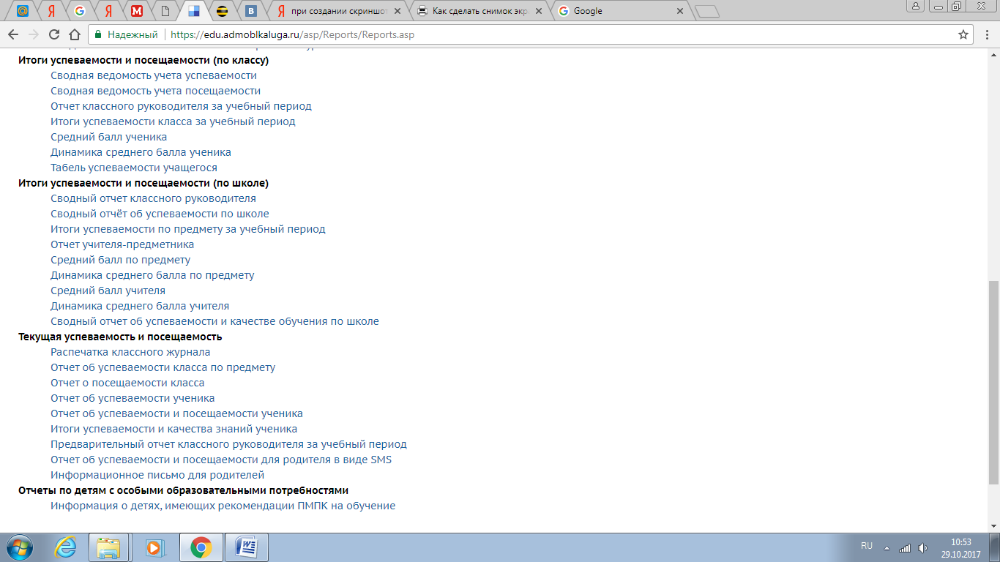 при создании скриншот
Как сделать снимок экр
Google
Надежный
https://edu.admoblkaluga.ru/asp/Reports/Reports.asp
Итоги успеваемости и посещаемости (по классу)
Сводная ведомость учета успеваемости
Сводная ведомость учета посещаемости
Отчет классного руководителя за учебный период
Итоги успеваемости класса за учебный период
Средний балл ученика
Динамика среднего балла ученика
Табель успеваемости учащегося
Итоги успеваемости и посещаемости (по школе)
Сводный отчет классного руководителя
Сводный отчёт об успеваемости по школе
Итоги успеваемости по предмету за учебный период
Отчет учителя-предметника
Средний балл по предмету
Динамика среднего балла по предмету
Средний балл учителя
Динамика среднего балла учителя
Сводный отчет об успеваемости и качестве обучения по школе
Текущая успеваемость и посещаемость
Распечатка классного журнала
Отчет об успеваемости класса по предмету
Отчет о посещаемости класса
Отчет об успеваемости ученика
Отчет об успеваемости и посещаемости ученика
Итоги успеваемости и качества знаний ученика
Предварительный отчет классного руководителя за учебный период
Отчет об успеваемости и посещаемости для родителя в виде SMS
Информационное письмо для родителей
Отчеты по детям с особыми образовательными потребностями
Информация о детях, имеющих рекомендации ПМПК на обучение
RU
10:53
29.10.2017